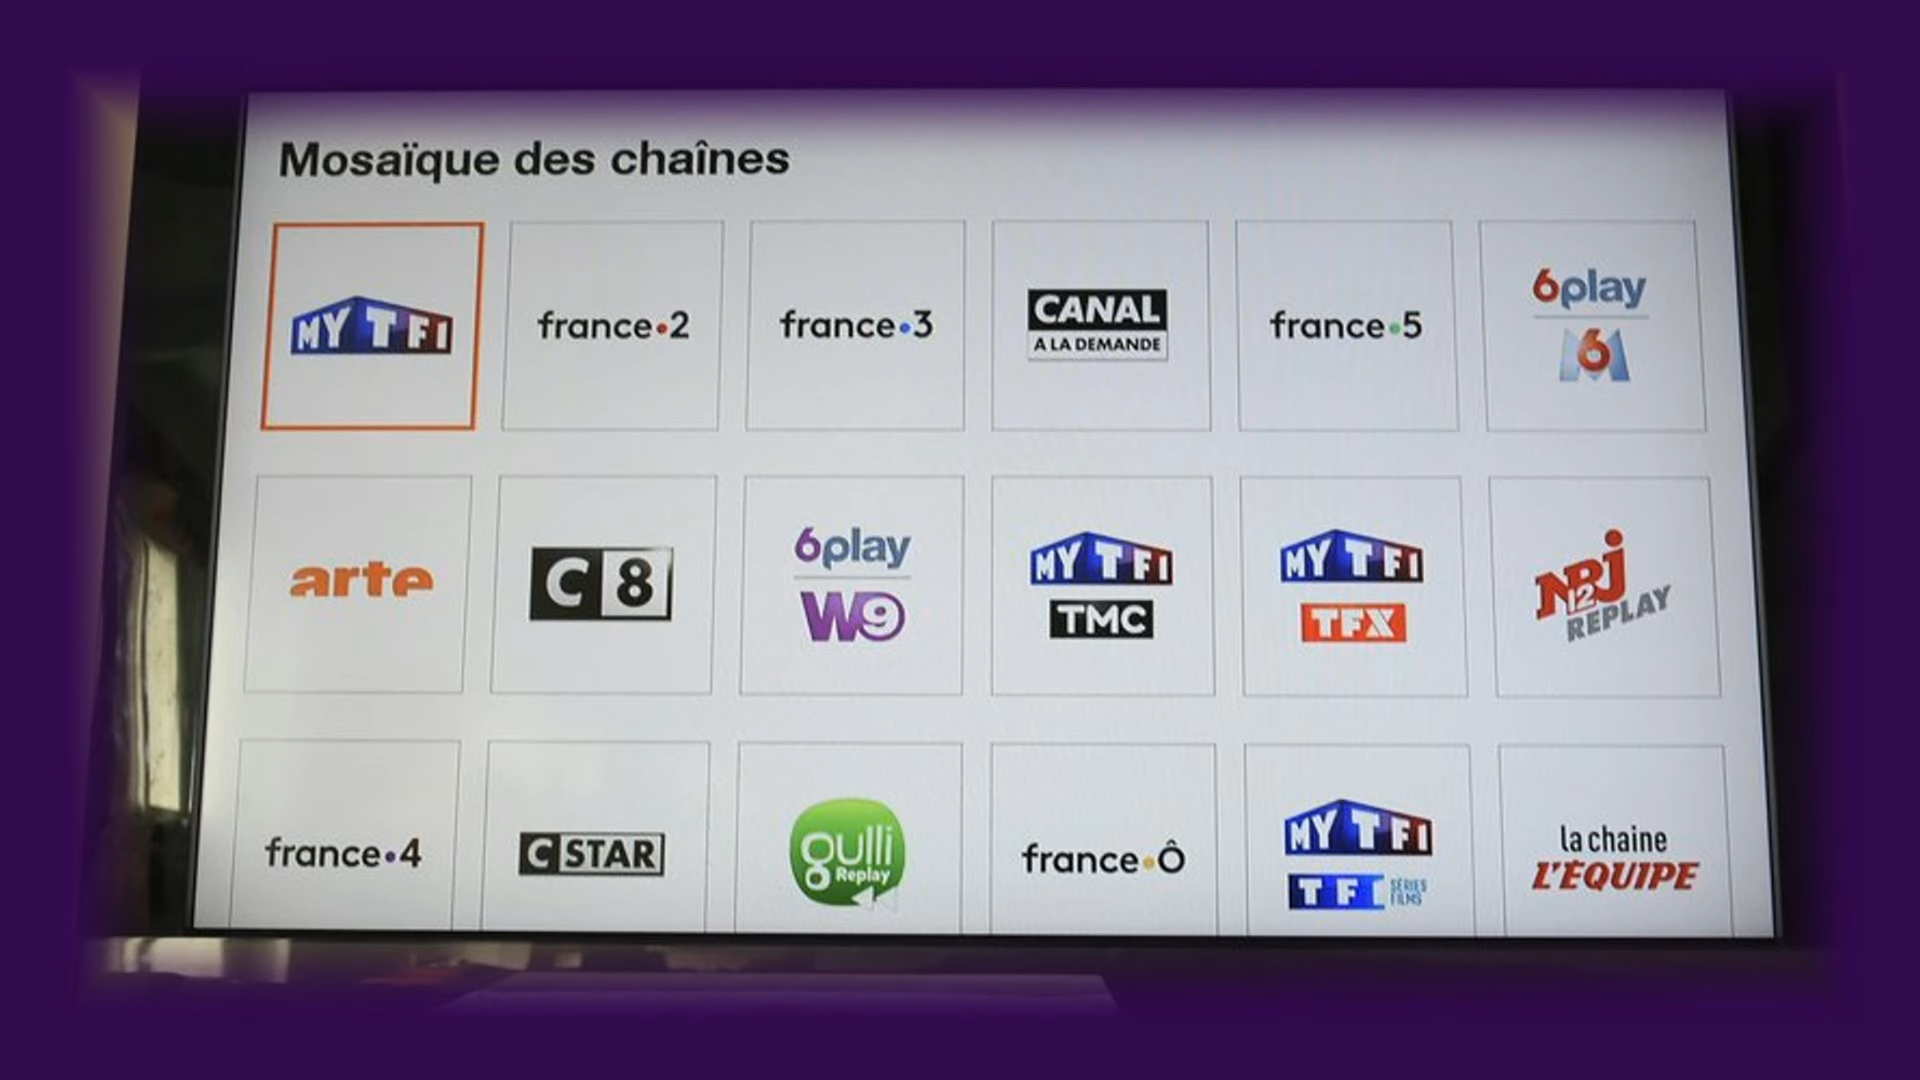 Mosaïque des chaînes
MY TF1
france•2
france•3
CANAL
A LA DEMANDE
france•5
6play
M6
arte
C8
6play
W9
MY TF1
TMC
MY TF1
TFX
NRJ
12
REPLAY
france•4
C STAR
gulli
Replay
france•Ô
MY TF1
TF1 SÉRIES
FILMS
la chaine
L'ÉQUIPE